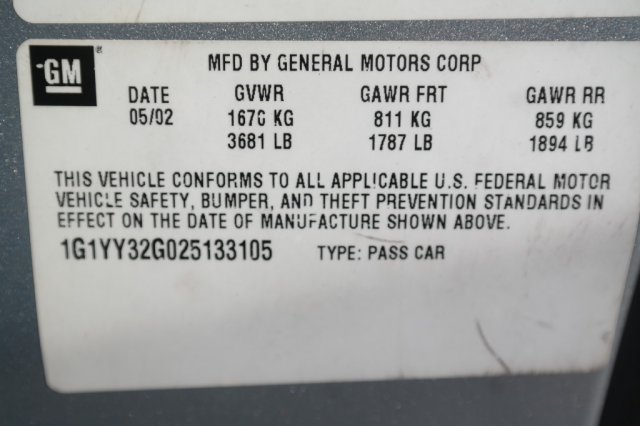 GM®
MFD BY GENERAL MOTORS CORP
DATE GVWR GAWR FRT GAWR RR
05/02 1670 KG 811 KG 859 KG
3681 LB 1787 LB 1894 LB
THIS VEHICLE CONFORMS TO ALL APPLICABLE U.S. FEDERAL MOTOR
VEHICLE SAFETY, BUMPER, AND THEFT PREVENTION STANDARDS IN
EFFECT ON THE DATE OF MANUFACTURE SHOWN ABOVE.
1G1YY32G025133105 TYPE: PASS CAR